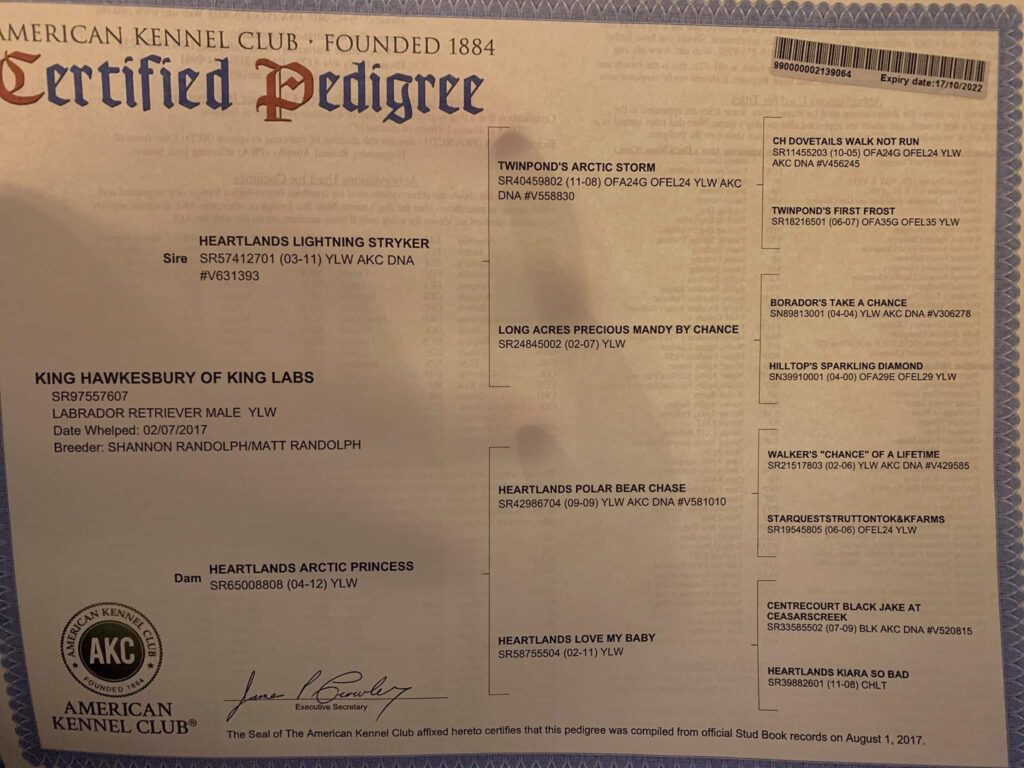 AMERICAN KENNEL CLUB · FOUNDED 1884
Certified Pedigree
990000002139064 Expiry date:17/10/2022
KING HAWKESBURY OF KING LABS
SR97557607
LABRADOR RETRIEVER MALE YLW
Date Whelped: 02/07/2017
Breeder: SHANNON RANDOLPH/MATT RANDOLPH
Sire
HEARTLANDS LIGHTNING STRYKER
SR57412701 (03-11) YLW AKC DNA
#V631393
Dam
HEARTLANDS ARCTIC PRINCESS
SR65008808 (04-12) YLW
TWINPOND'S ARCTIC STORM
SR40459802 (11-08) OFA24G OFEL24 YLW AKC
DNA #V558830
LONG ACRES PRECIOUS MANDY BY CHANCE
SR24845002 (02-07) YLW
HEARTLANDS POLAR BEAR CHASE
SR42986704 (09-09) YLW AKC DNA #V581010
HEARTLANDS LOVE MY BABY
SR58755504 (02-11) YLW
CH DOVETAILS WALK NOT RUN
SR11455203 (10-05) OFA24G OFEL24 YLW
AKC DNA #V456245
TWINPOND'S FIRST FROST
SR18216501 (06-07) OFA35G OFEL35 YLW
BORADOR'S TAKE A CHANCE
SN89813001 (04-04) YLW AKC DNA #V306278
HILLTOP'S SPARKLING DIAMOND
SN39910001 (04-00) OFA29E OFEL29 YLW
WALKER'S "CHANCE" OF A LIFETIME
SR21517803 (02-06) YLW AKC DNA #V429585
STARQUESTSTRUTTONTOK&KFARMS
SR19545805 (06-06) OFEL24 YLW
CENTRECOURT BLACK JAKE AT
CEASARSCREEK
SR33585502 (07-09) BLK AKC DNA #V520815
HEARTLANDS KIARA SO BAD
SR39882601 (11-08) CHLT
AMERICAN KENNEL CLUB
AKC
FOUNDED 1884
AMERICAN
KENNEL CLUB®
James P Crowley
Executive Secretary
The Seal of The American Kennel Club affixed hereto certifies that this pedigree was compiled from official Stud Book records on August 1, 2017.